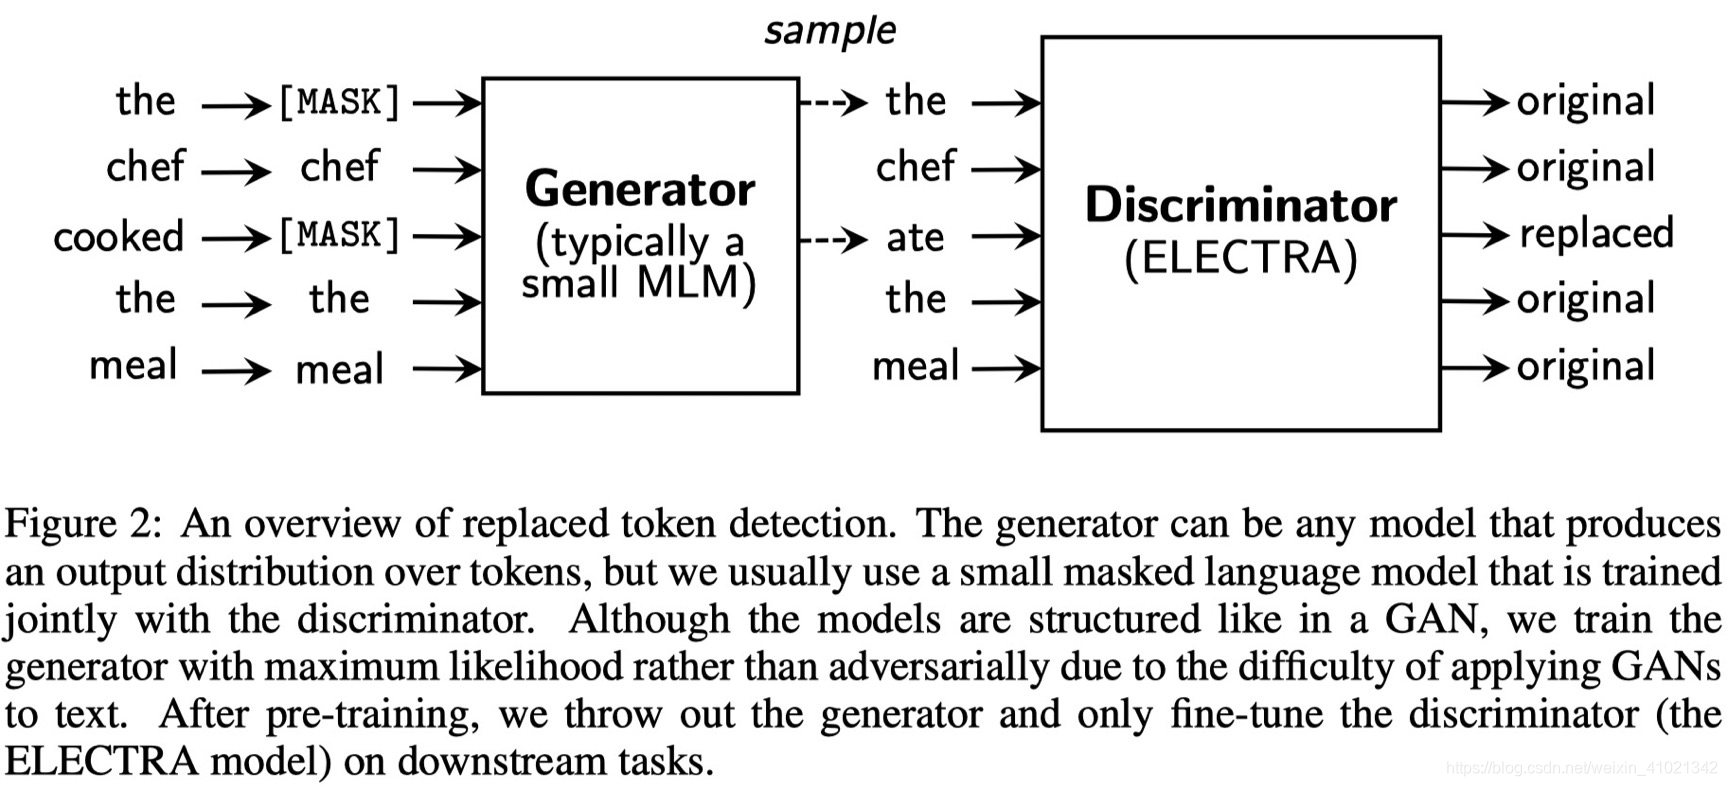 sample
the [MASK] the original
chef chef chef original
cooked [MASK] ate replaced
the the the original
meal meal meal original
Generator
(typically a
small MLM)
Discriminator
(ELECTRA)
Figure 2: An overview of replaced token detection. The generator can be any model that produces
an output distribution over tokens, but we usually use a small masked language model that is trained
jointly with the discriminator. Although the models are structured like in a GAN, we train the
generator with maximum likelihood rather than adversarially due to the difficulty of applying GANs
to text. After pre-training, we throw out the generator and only fine-tune the discriminator (the
ELECTRA model) on downstream tasks.
https://blog.csdn.net/weixin_41021342